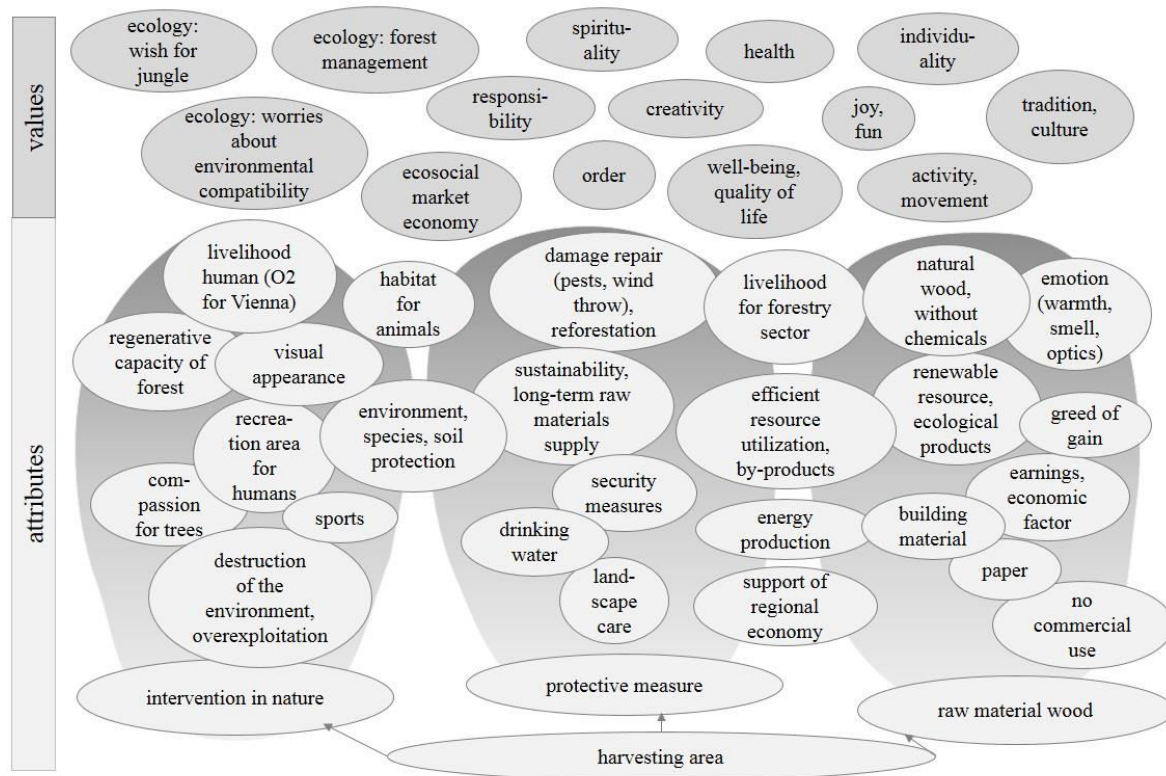 values
ecology:
wish for
jungle
ecology: forest
management
spiritu-
ality
health
individu-
ality
responsi-
bility
creativity
joy,
fun
tradition,
culture
ecology: worries
about
environmental
compatibility
ecosocial
market
economy
order
well-being,
quality of
life
activity,
movement
attributes
livelihood
human (O2
for Vienna)
habitat
for
animals
damage repair
(pests, wind
throw),
reforestation
livelihood
for forestry
sector
natural
wood,
without
chemicals
emotion
(warmth,
smell,
optics)
regenerative
capacity of
forest
visual
appearance
sustainability,
long-term raw
materials
supply
renewable
resource,
ecological
products
recrea-
tion area
for
humans
environment,
species, soil
protection
efficient
resource
utilization,
by-products
greed of
gain
com-
passion
for trees
sports
security
measures
earnings,
economic
factor
drinking
water
energy
production
building
material
destruction
of the
environment,
overexploitation
land-
scape
care
support of
regional
economy
paper
no
commercial
use
intervention in nature
protective measure
raw material wood
harvesting area